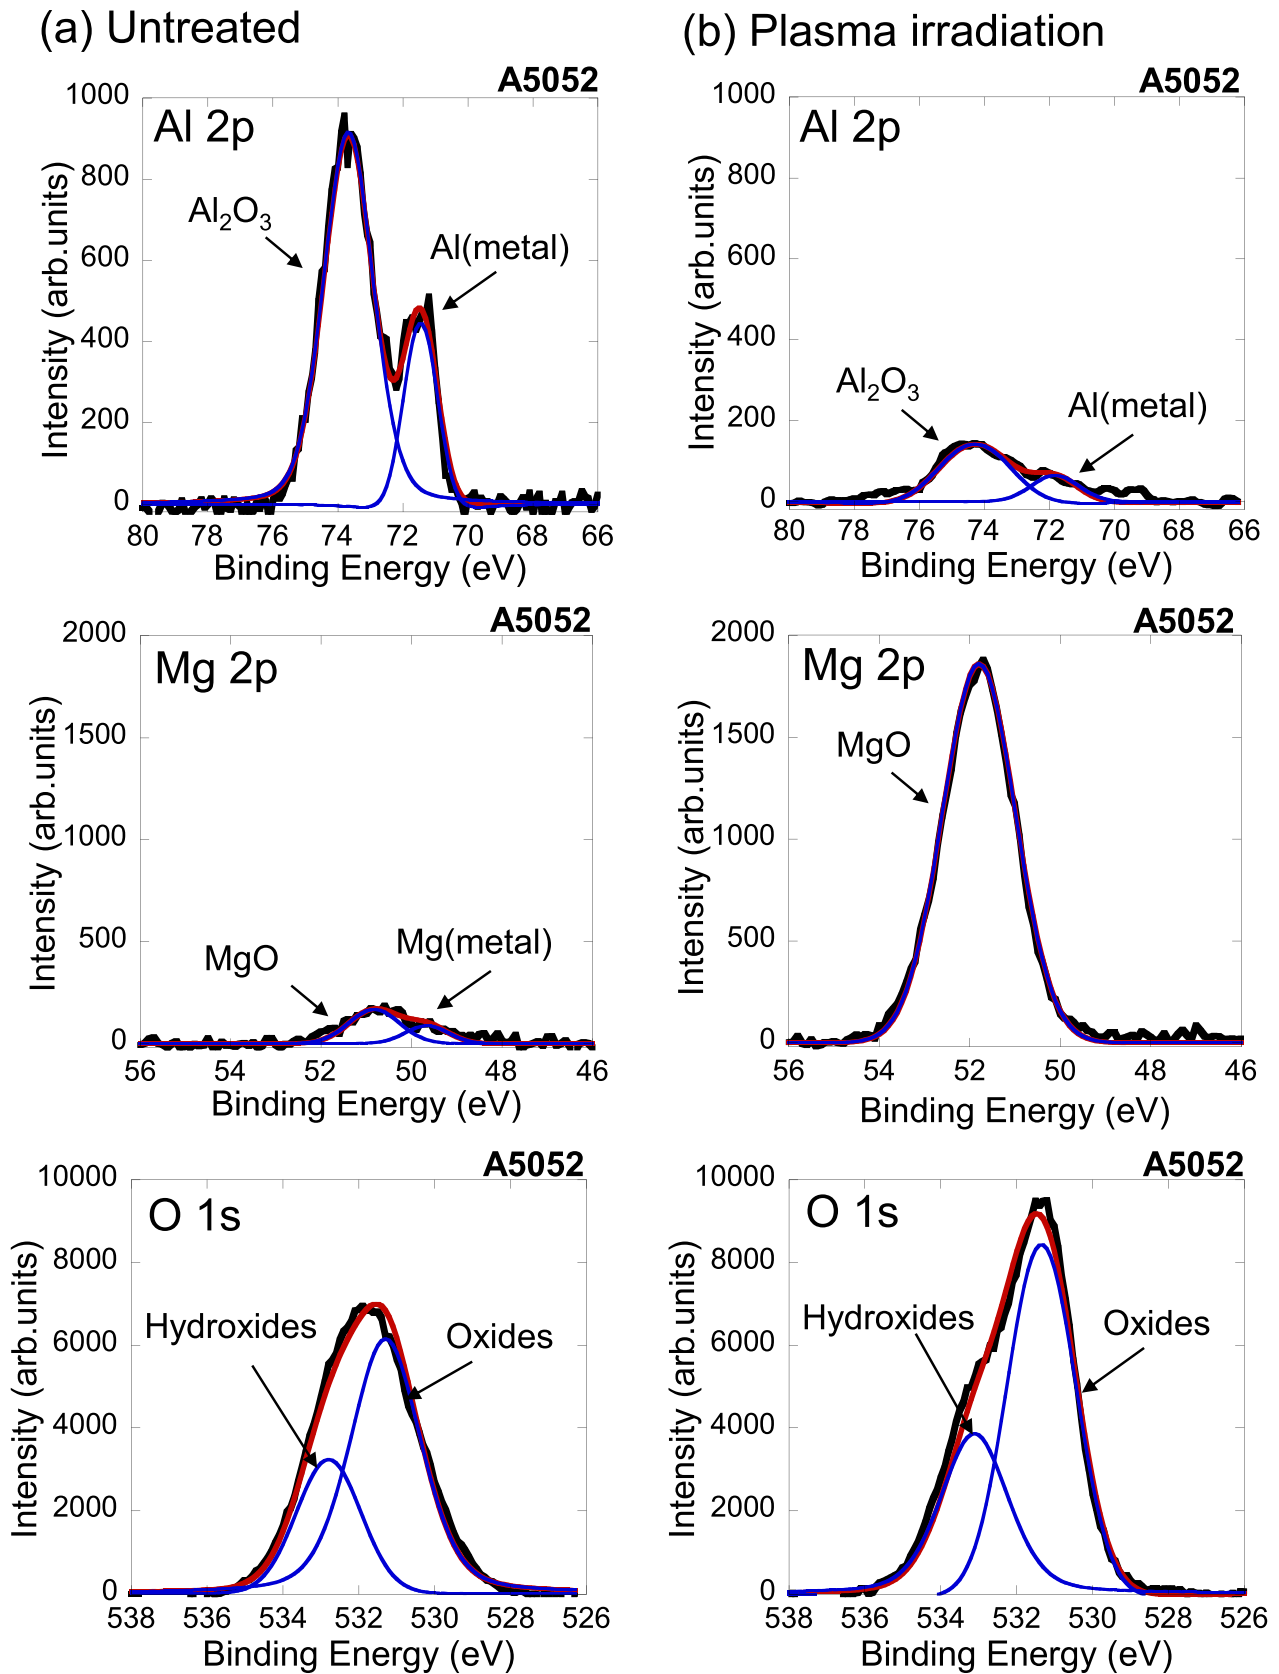 (a) Untreated
(b) Plasma irradiation
A5052
Al 2p
Al₂O₃
Al(metal)
Intensity (arb.units)
1000
800
600
400
200
0
80 78 76 74 72 70 68 66
Binding Energy (eV)
A5052
Al 2p
Al₂O₃
Al(metal)
Intensity (arb.units)
1000
800
600
400
200
0
80 78 76 74 72 70 68 66
Binding Energy (eV)
A5052
Mg 2p
MgO
Mg(metal)
Intensity (arb.units)
2000
1500
1000
500
0
56 54 52 50 48 46
Binding Energy (eV)
A5052
Mg 2p
MgO
Intensity (arb.units)
2000
1500
1000
500
0
56 54 52 50 48 46
Binding Energy (eV)
A5052
O 1s
Hydroxides
Oxides
Intensity (arb.units)
10000
8000
6000
4000
2000
0
538 536 534 532 530 528 526
Binding Energy (eV)
A5052
O 1s
Hydroxides
Oxides
Intensity (arb.units)
10000
8000
6000
4000
2000
0
538 536 534 532 530 528 526
Binding Energy (eV)